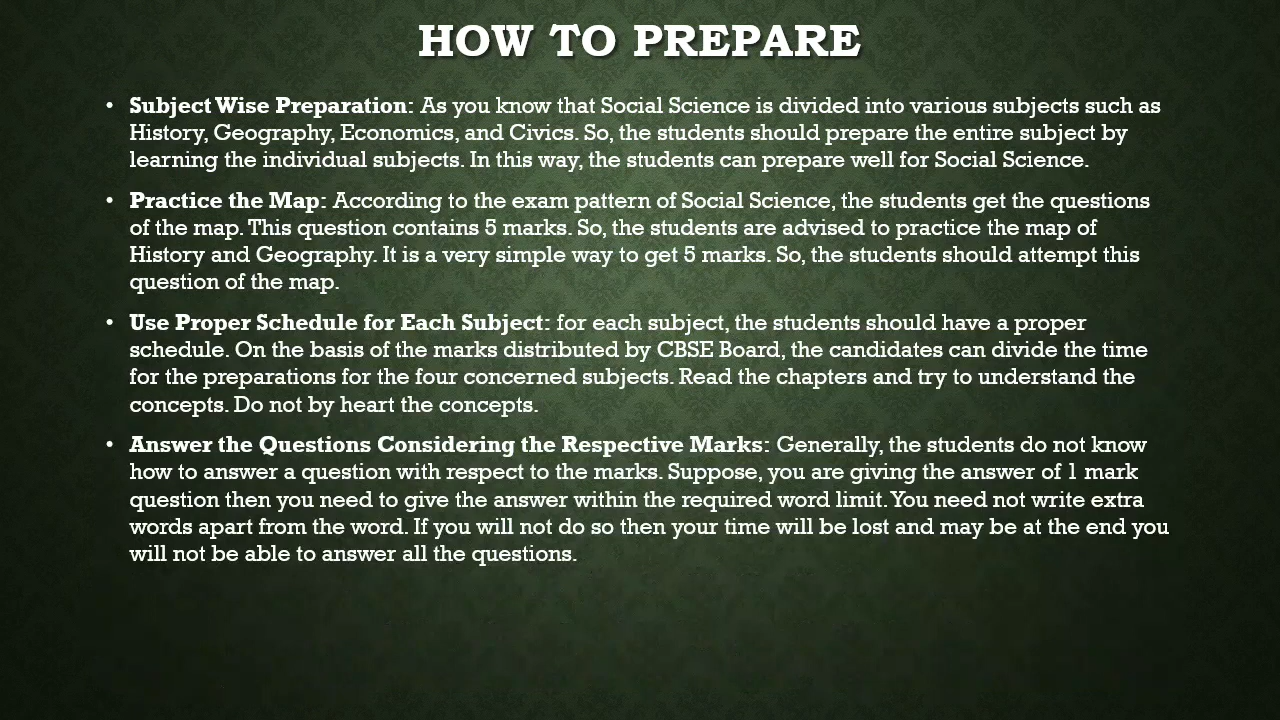 HOW TO PREPARE
• Subject Wise Preparation: As you know that Social Science is divided into various subjects such as
History, Geography, Economics, and Civics. So, the students should prepare the entire subject by
learning the individual subjects. In this way, the students can prepare well for Social Science.
• Practice the Map: According to the exam pattern of Social Science, the students get the questions
of the map. This question contains 5 marks. So, the students are advised to practice the map of
History and Geography. It is a very simple way to get 5 marks. So, the students should attempt this
question of the map.
• Use Proper Schedule for Each Subject: for each subject, the students should have a proper
schedule. On the basis of the marks distributed by CBSE Board, the candidates can divide the time
for the preparations for the four concerned subjects. Read the chapters and try to understand the
concepts. Do not by heart the concepts.
• Answer the Questions Considering the Respective Marks: Generally, the students do not know
how to answer a question with respect to the marks. Suppose, you are giving the answer of 1 mark
question then you need to give the answer within the required word limit. You need not write extra
words apart from the word. If you will not do so then your time will be lost and may be at the end you
will not be able to answer all the questions.